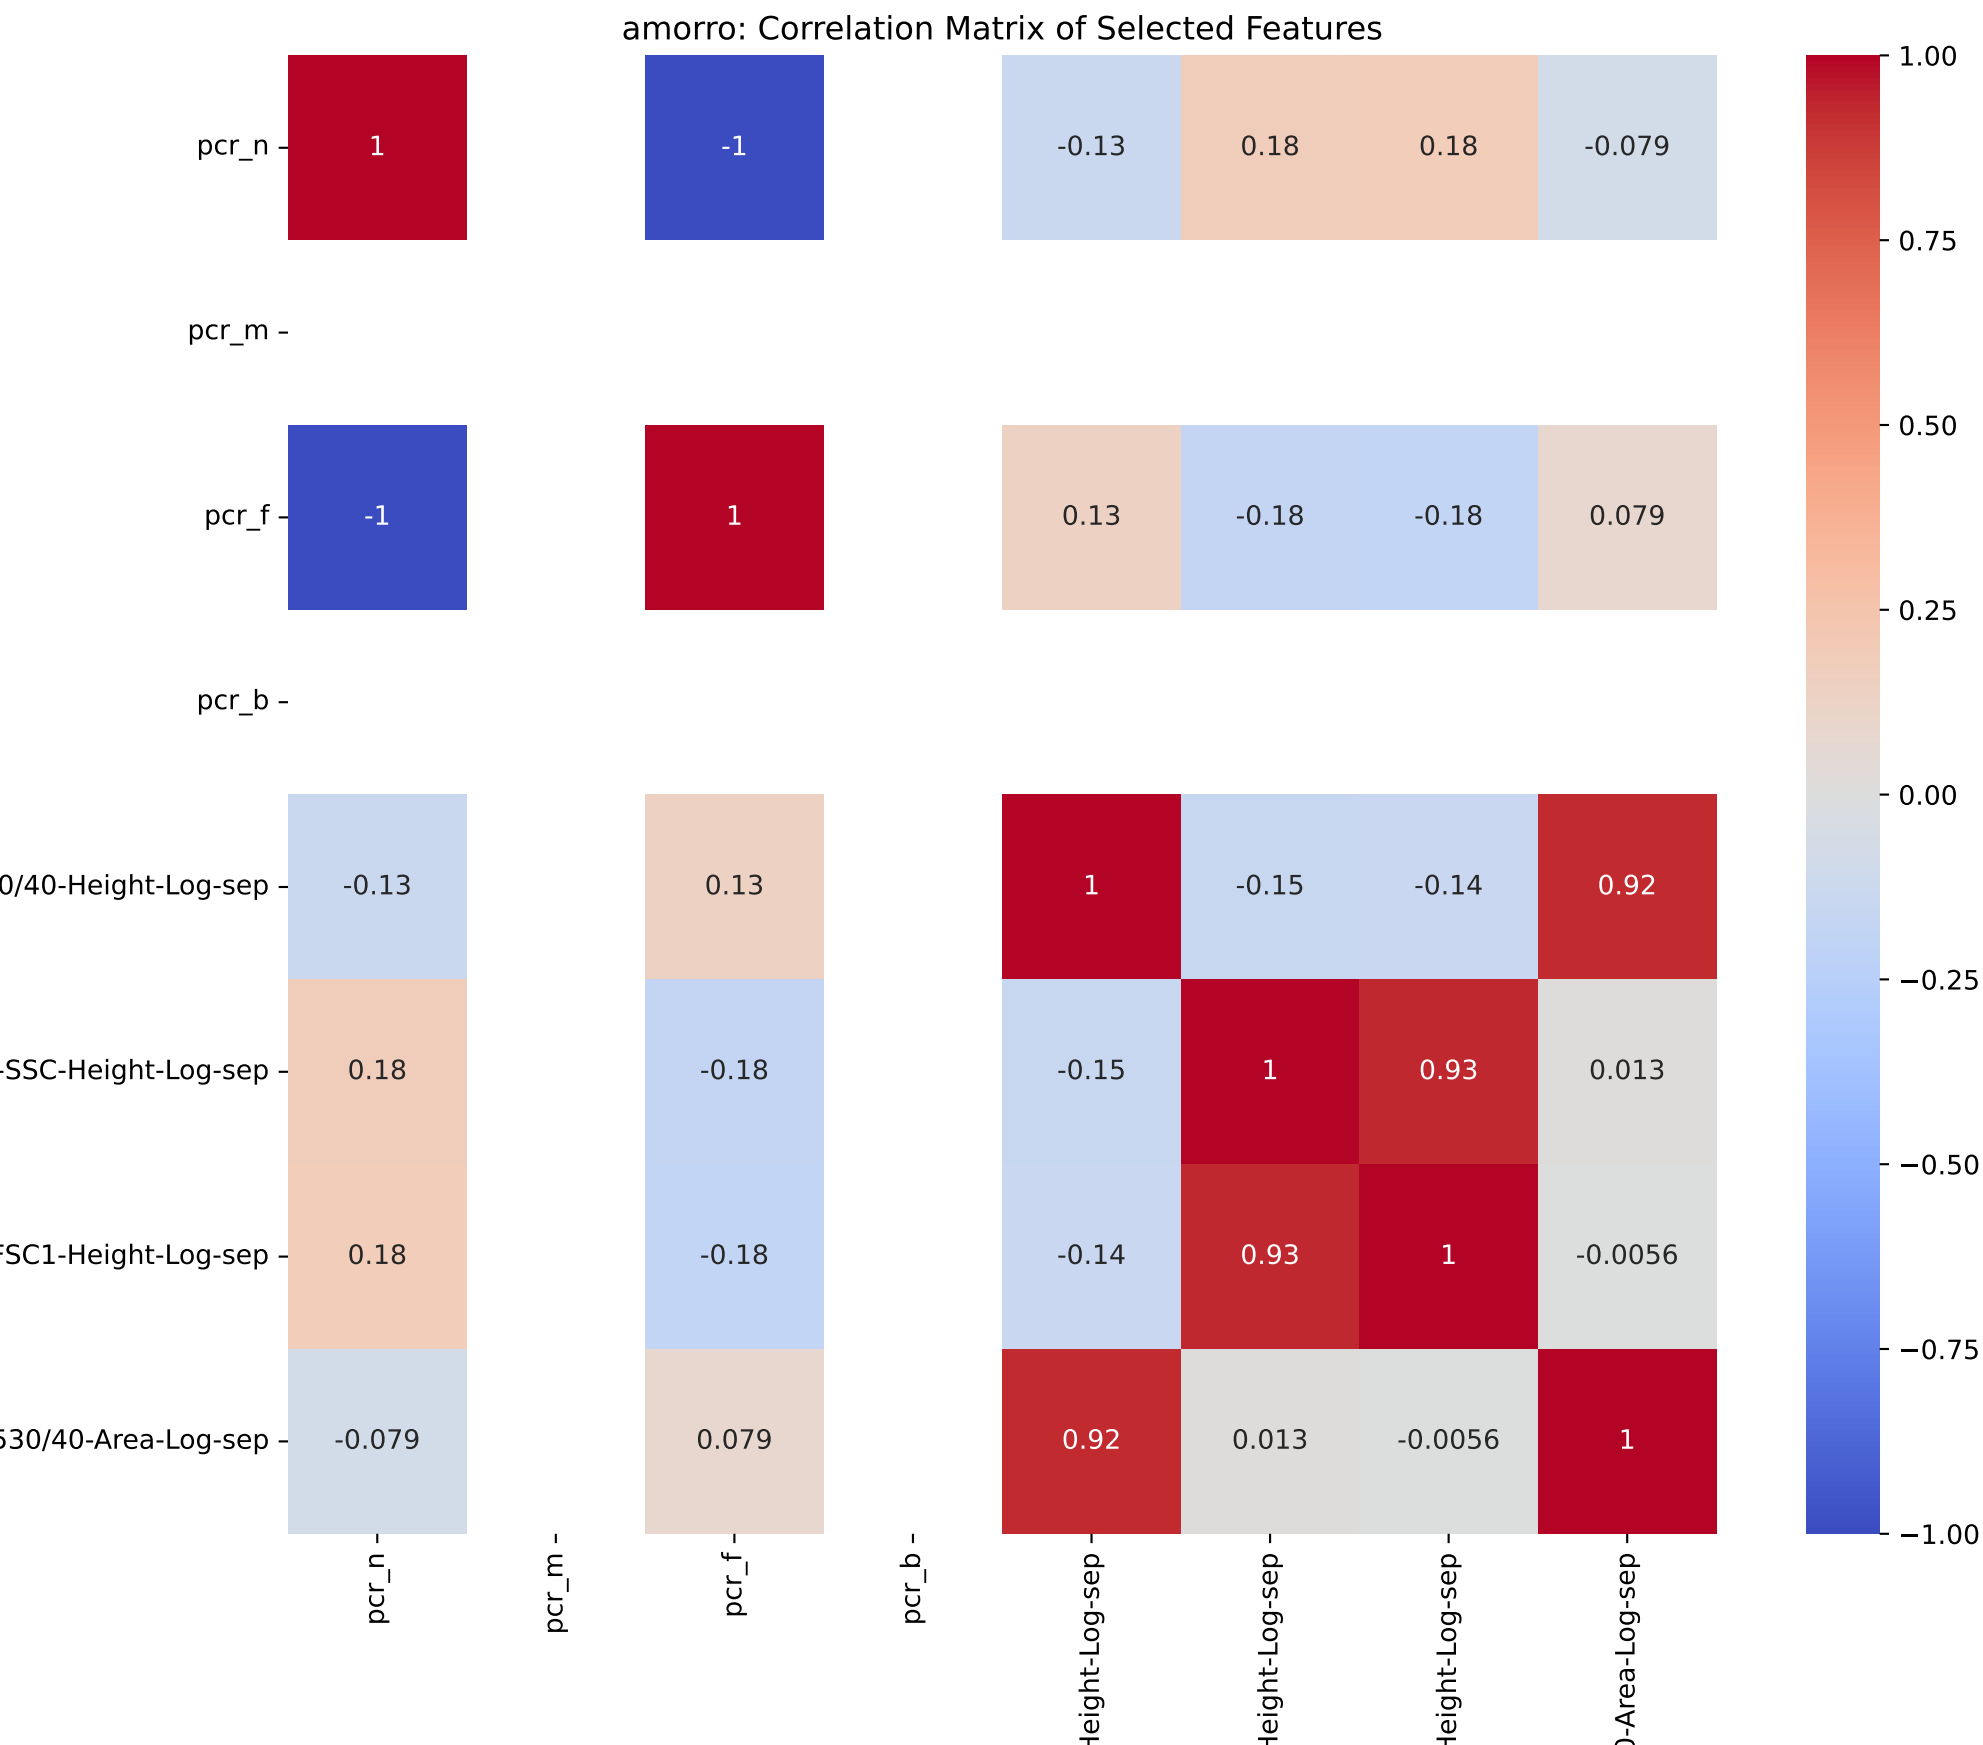 amorro: Correlation Matrix of Selected Features
pcr_n 1 -1 -0.13 0.18 0.18 -0.079
pcr_m
pcr_f -1 1 0.13 -0.18 -0.18 0.079
pcr_b
0/40-Height-Log-sep -0.13 0.13 1 -0.15 -0.14 0.92
-SSC-Height-Log-sep 0.18 -0.18 -0.15 1 0.93 0.013
FSC1-Height-Log-sep 0.18 -0.18 -0.14 0.93 1 -0.0056
530/40-Area-Log-sep -0.079 0.079 0.92 0.013 -0.0056 1
pcr_n
pcr_m
pcr_f
pcr_b
Height-Log-sep
Height-Log-sep
Height-Log-sep
0-Area-Log-sep
1.00
0.75
0.50
0.25
0.00
−0.25
−0.50
−0.75
−1.00